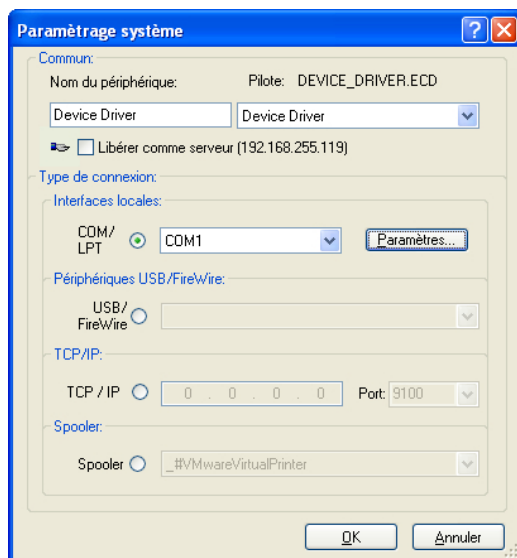 Paramètrage système
Commun:
Nom du périphérique: Pilote: DEVICE_DRIVER.ECD
Device Driver Device Driver
Libérer comme serveur (192.168.255.119)
Type de connexion:
Interfaces locales:
COM/
LPT COM1 Paramètres...
Périphériques USB/FireWire:
USB/
FireWire
TCP/IP:
TCP / IP 0 . 0 . 0 . 0 Port: 9100
Spooler:
Spooler _#VMwareVirtualPrinter
OK Annuler